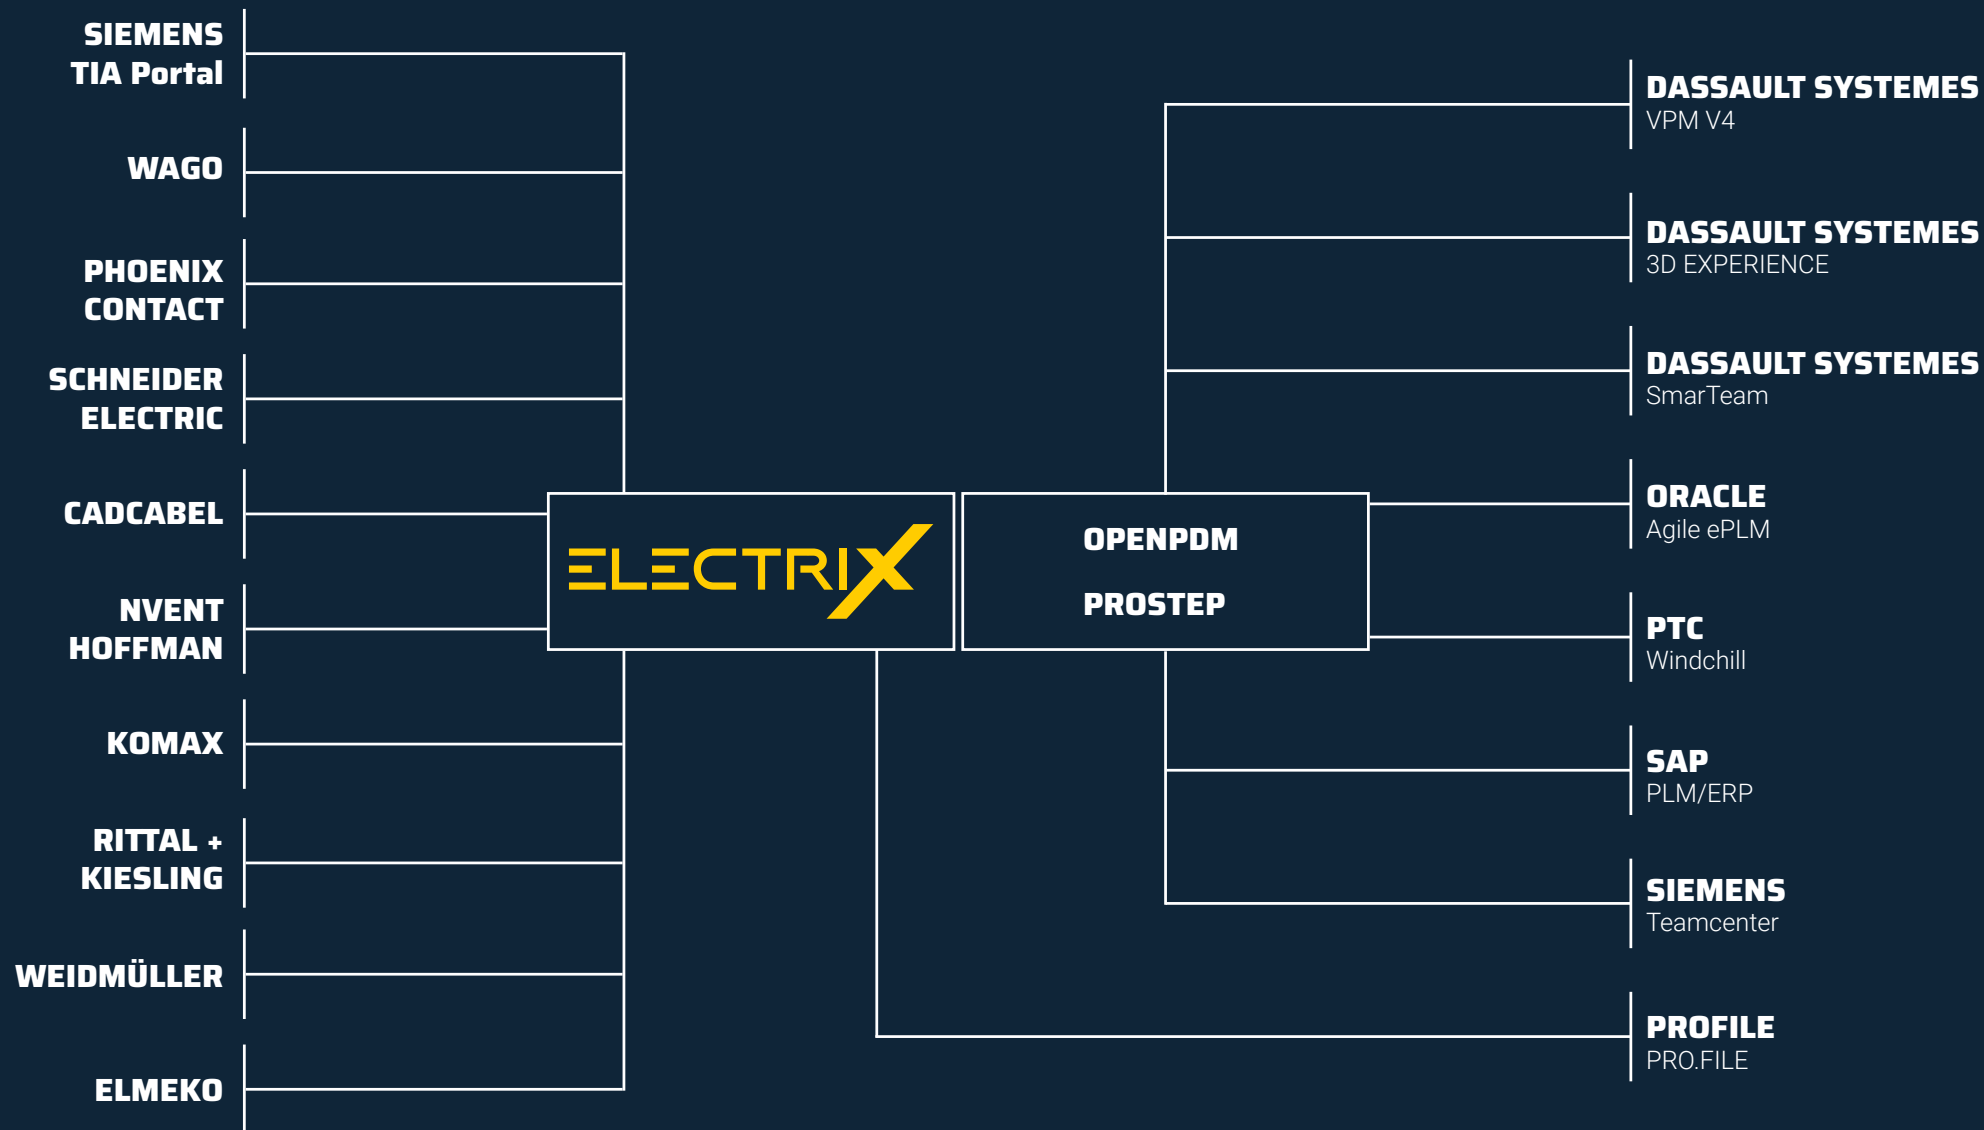 SIEMENS
TIA Portal
WAGO
PHOENIX
CONTACT
SCHNEIDER
ELECTRIC
CADCABEL
NVENT
HOFFMAN
KOMAX
RITTAL +
KIESLING
WEIDMÜLLER
ELMEKO
ELECTRIX
OPENPDM
PROSTEP
DASSAULT SYSTEMES
VPM V4
DASSAULT SYSTEMES
3D EXPERIENCE
DASSAULT SYSTEMES
SmarTeam
ORACLE
Agile ePLM
PTC
Windchill
SAP
PLM/ERP
SIEMENS
Teamcenter
PROFILE
PRO.FILE